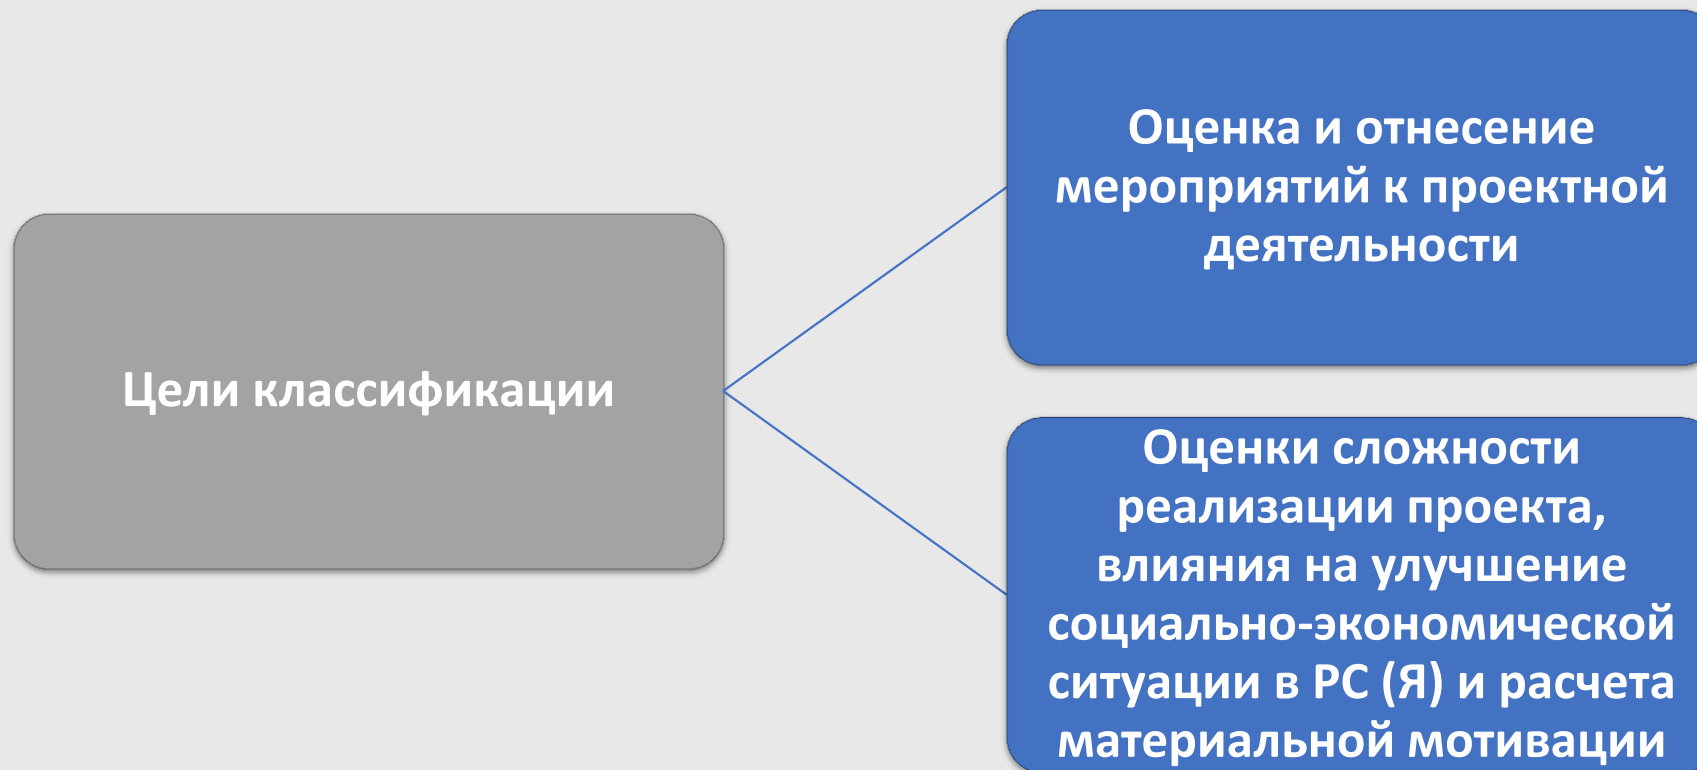 Цели классификации
Оценка и отнесение
мероприятий к проектной
деятельности
Оценки сложности
реализации проекта,
влияния на улучшение
социально-экономической
ситуации в РС (Я) и расчета
материальной мотивации